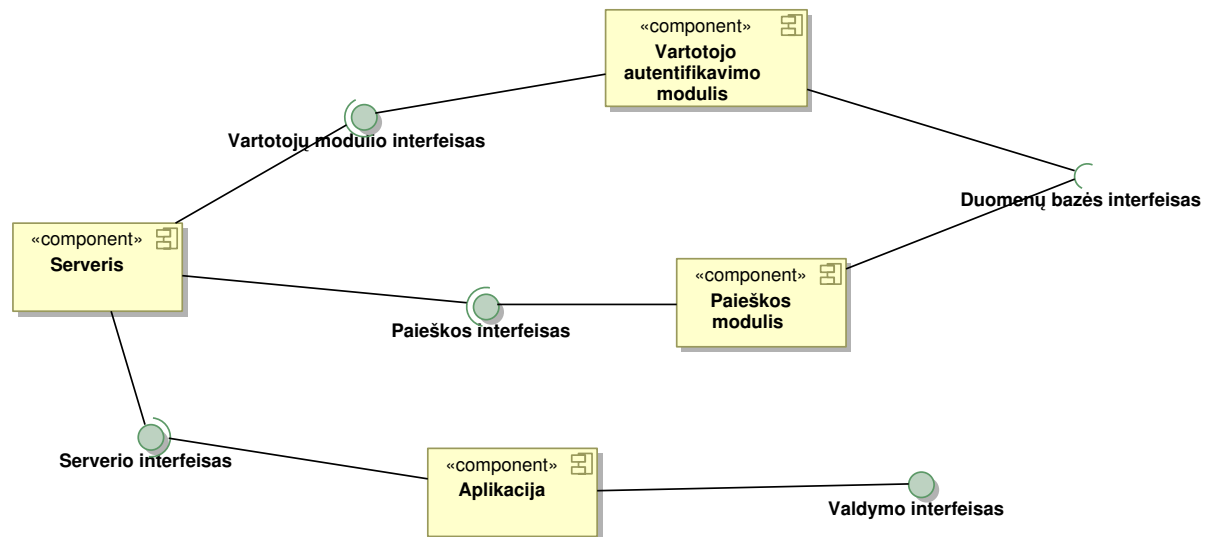 «component»
Vartotojo
autentifikavimo
modulis
Vartotojų modulio interfeisas
Duomenų bazės interfeisas
«component»
Serveris
«component»
Paieškos
modulis
Paieškos interfeisas
Serverio interfeisas
«component»
Aplikacija
Valdymo interfeisas